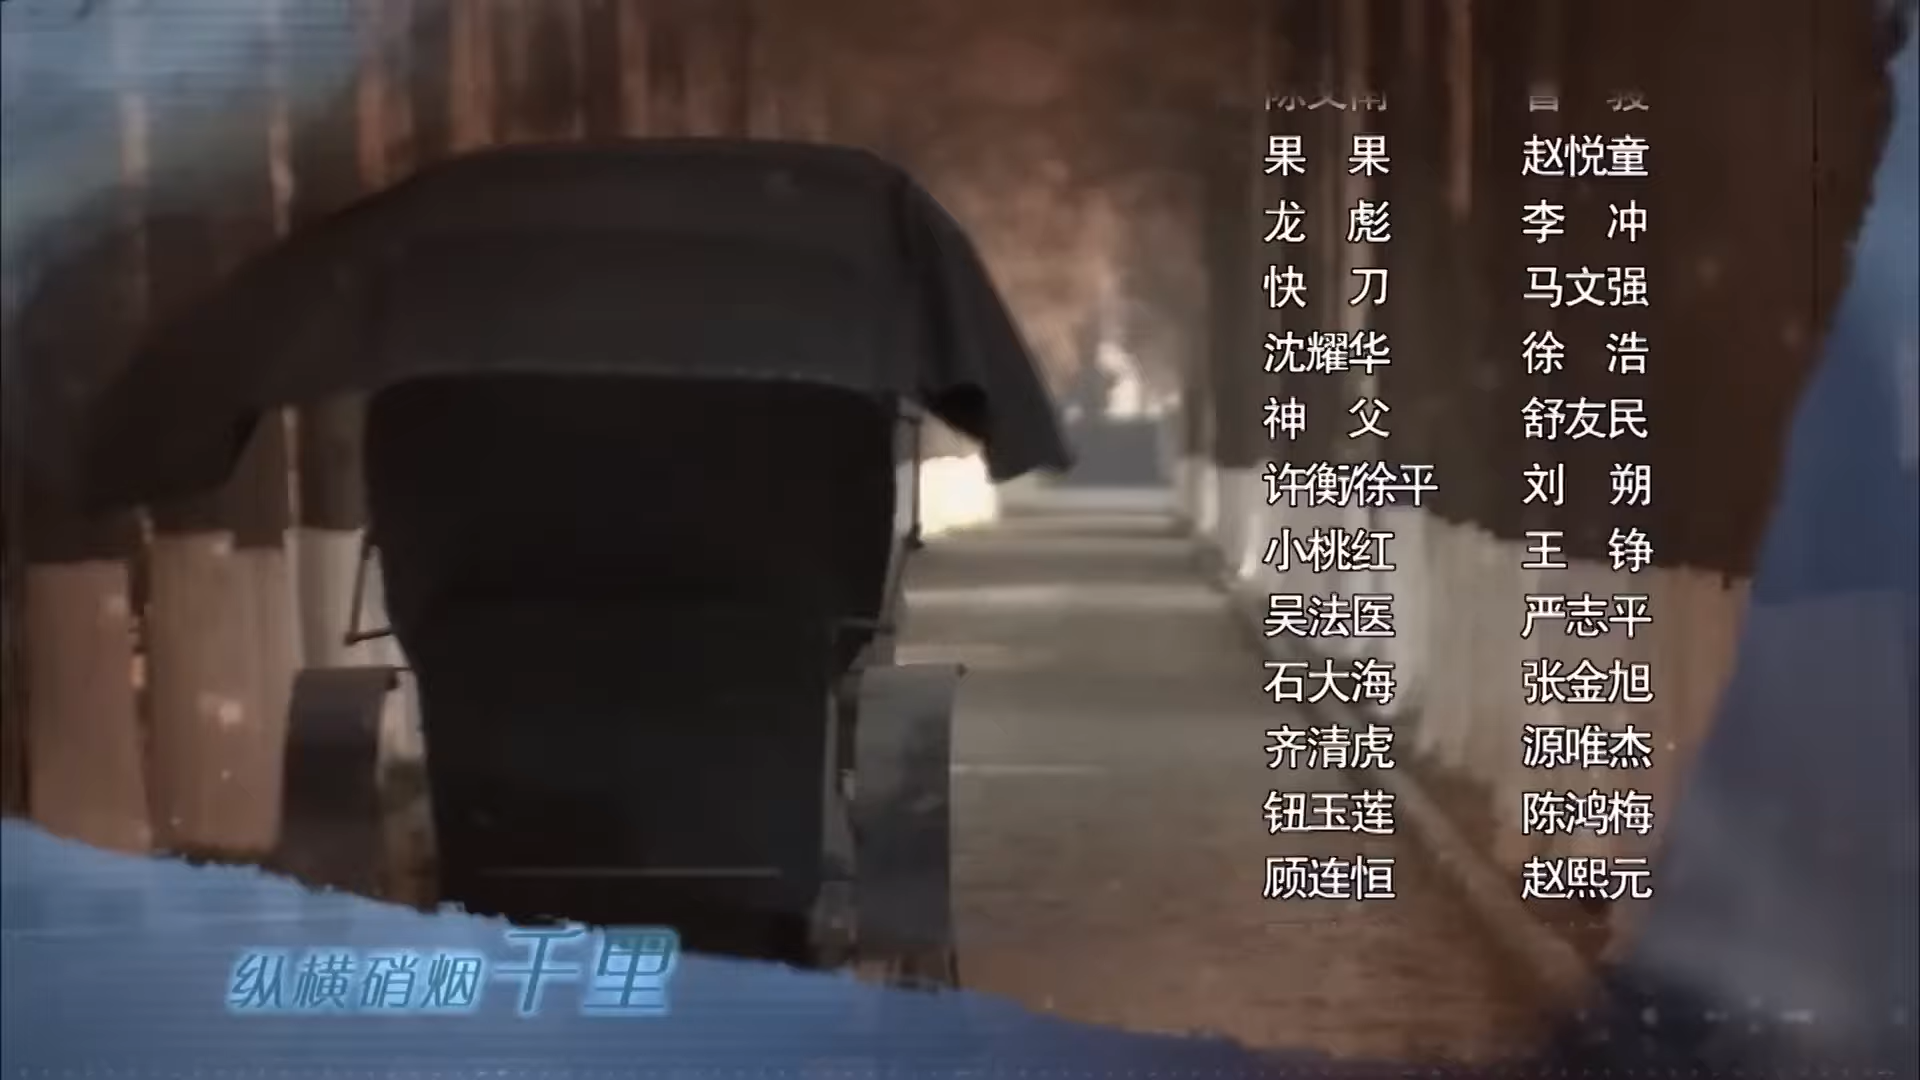 果 果 赵悦童
龙 彪 李 冲
快 刀 马文强
沈耀华 徐 浩
神 父 舒友民
许衡/徐平 刘 朔
小桃红 王 铮
吴法医 严志平
石大海 张金旭
齐清虎 源唯杰
钮玉莲 陈鸿梅
顾连恒 赵熙元
纵横硝烟千里